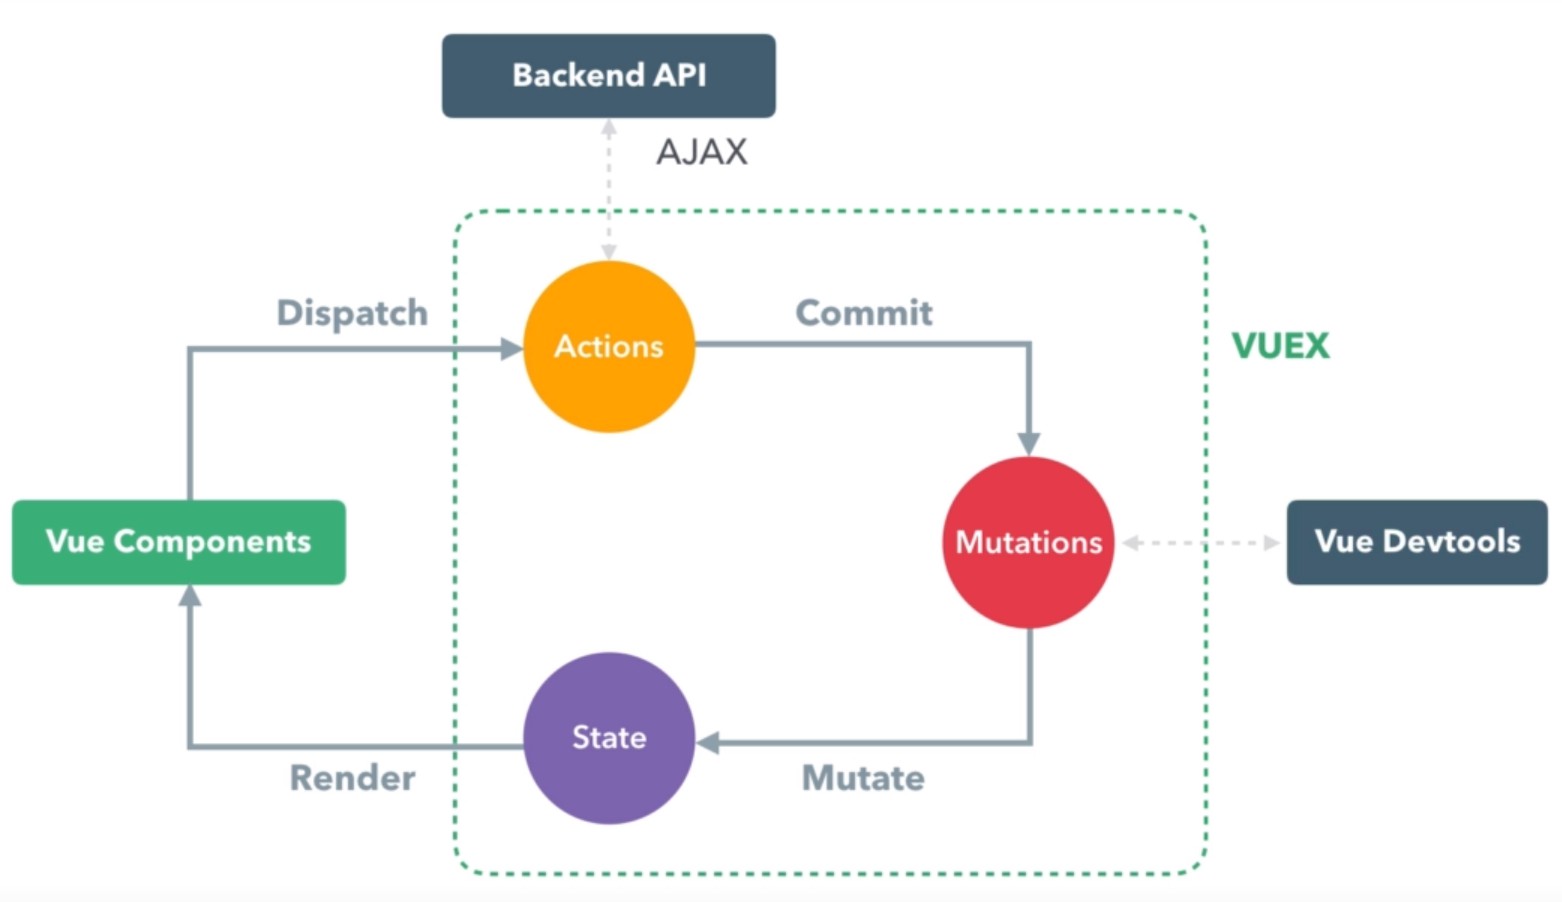 Backend API
AJAX
Dispatch
Commit
Actions
VUEX
Vue Components
Mutations
Vue Devtools
State
Render
Mutate